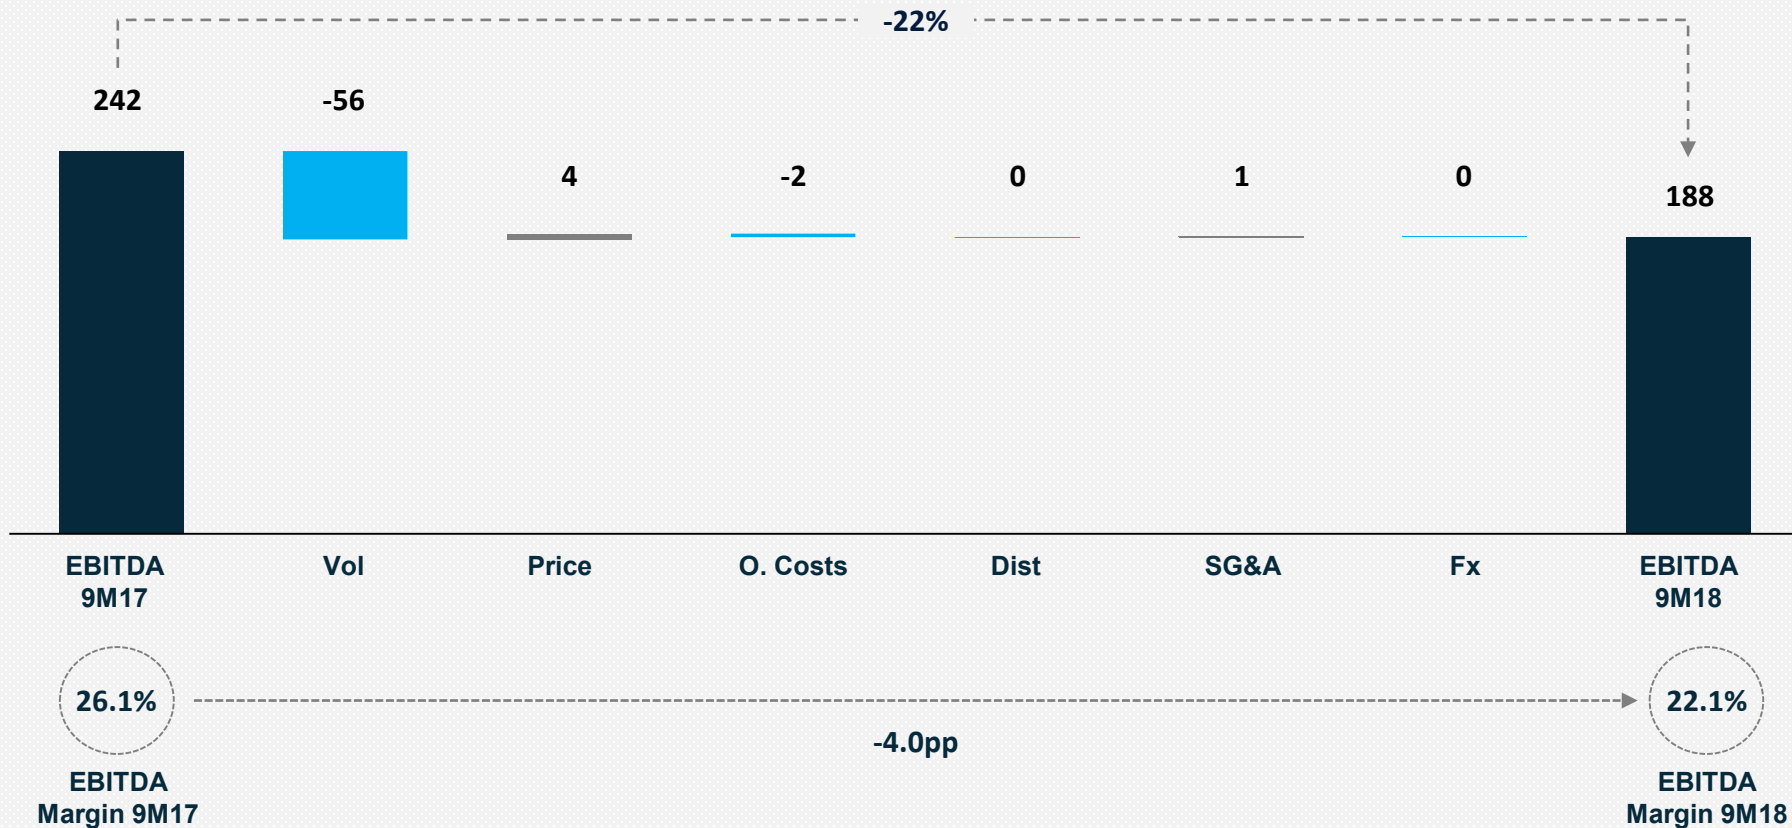 -22%
242
-56
4
-2
0
1
0
188
EBITDA
9M17
Vol
Price
O. Costs
Dist
SG&A
Fx
EBITDA
9M18
26.1%
22.1%
-4.0pp
EBITDA
Margin 9M17
EBITDA
Margin 9M18